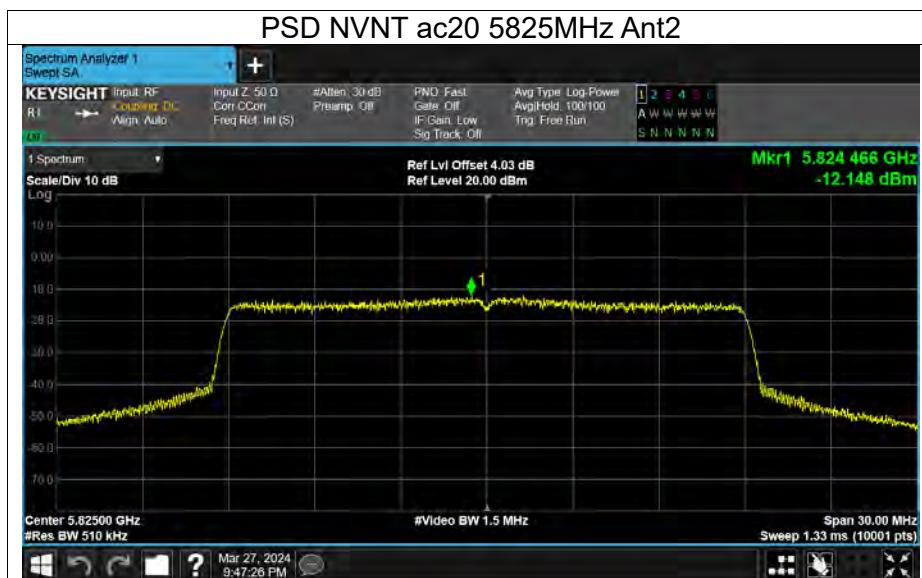 PSD NVNT ac20 5825MHz Ant2
Spectrum Analyzer 1
Swept SA
+
KEYSIGHT Input: RF Input Z: 50 Ω #Atten: 30 dB PNO: Fast Avg Type: Log-Power 1 2 3 4 5 6
Coupling: DC Corr CCorr Preamp: Off Gate: Off Avg|Hold: 100/100 A W W W W W
Align: Auto Freq Ref: Int (S) IF Gain: Low Trig: Free Run
Sig Track: Off S N N N N N
1 Spectrum
Ref Lvl Offset 4.03 dB Mkr1 5.824 466 GHz
Scale/Div 10 dB Ref Level 20.00 dBm -12.148 dBm
Log
10.0
0.00
1
-10.0
-20.0
-30.0
-40.0
-50.0
-60.0
-70.0
Center 5.82500 GHz #Video BW 1.5 MHz Span 30.00 MHz
#Res BW 510 kHz Sweep 1.33 ms (10001 pts)
? Mar 27, 2024
9:47:26 PM